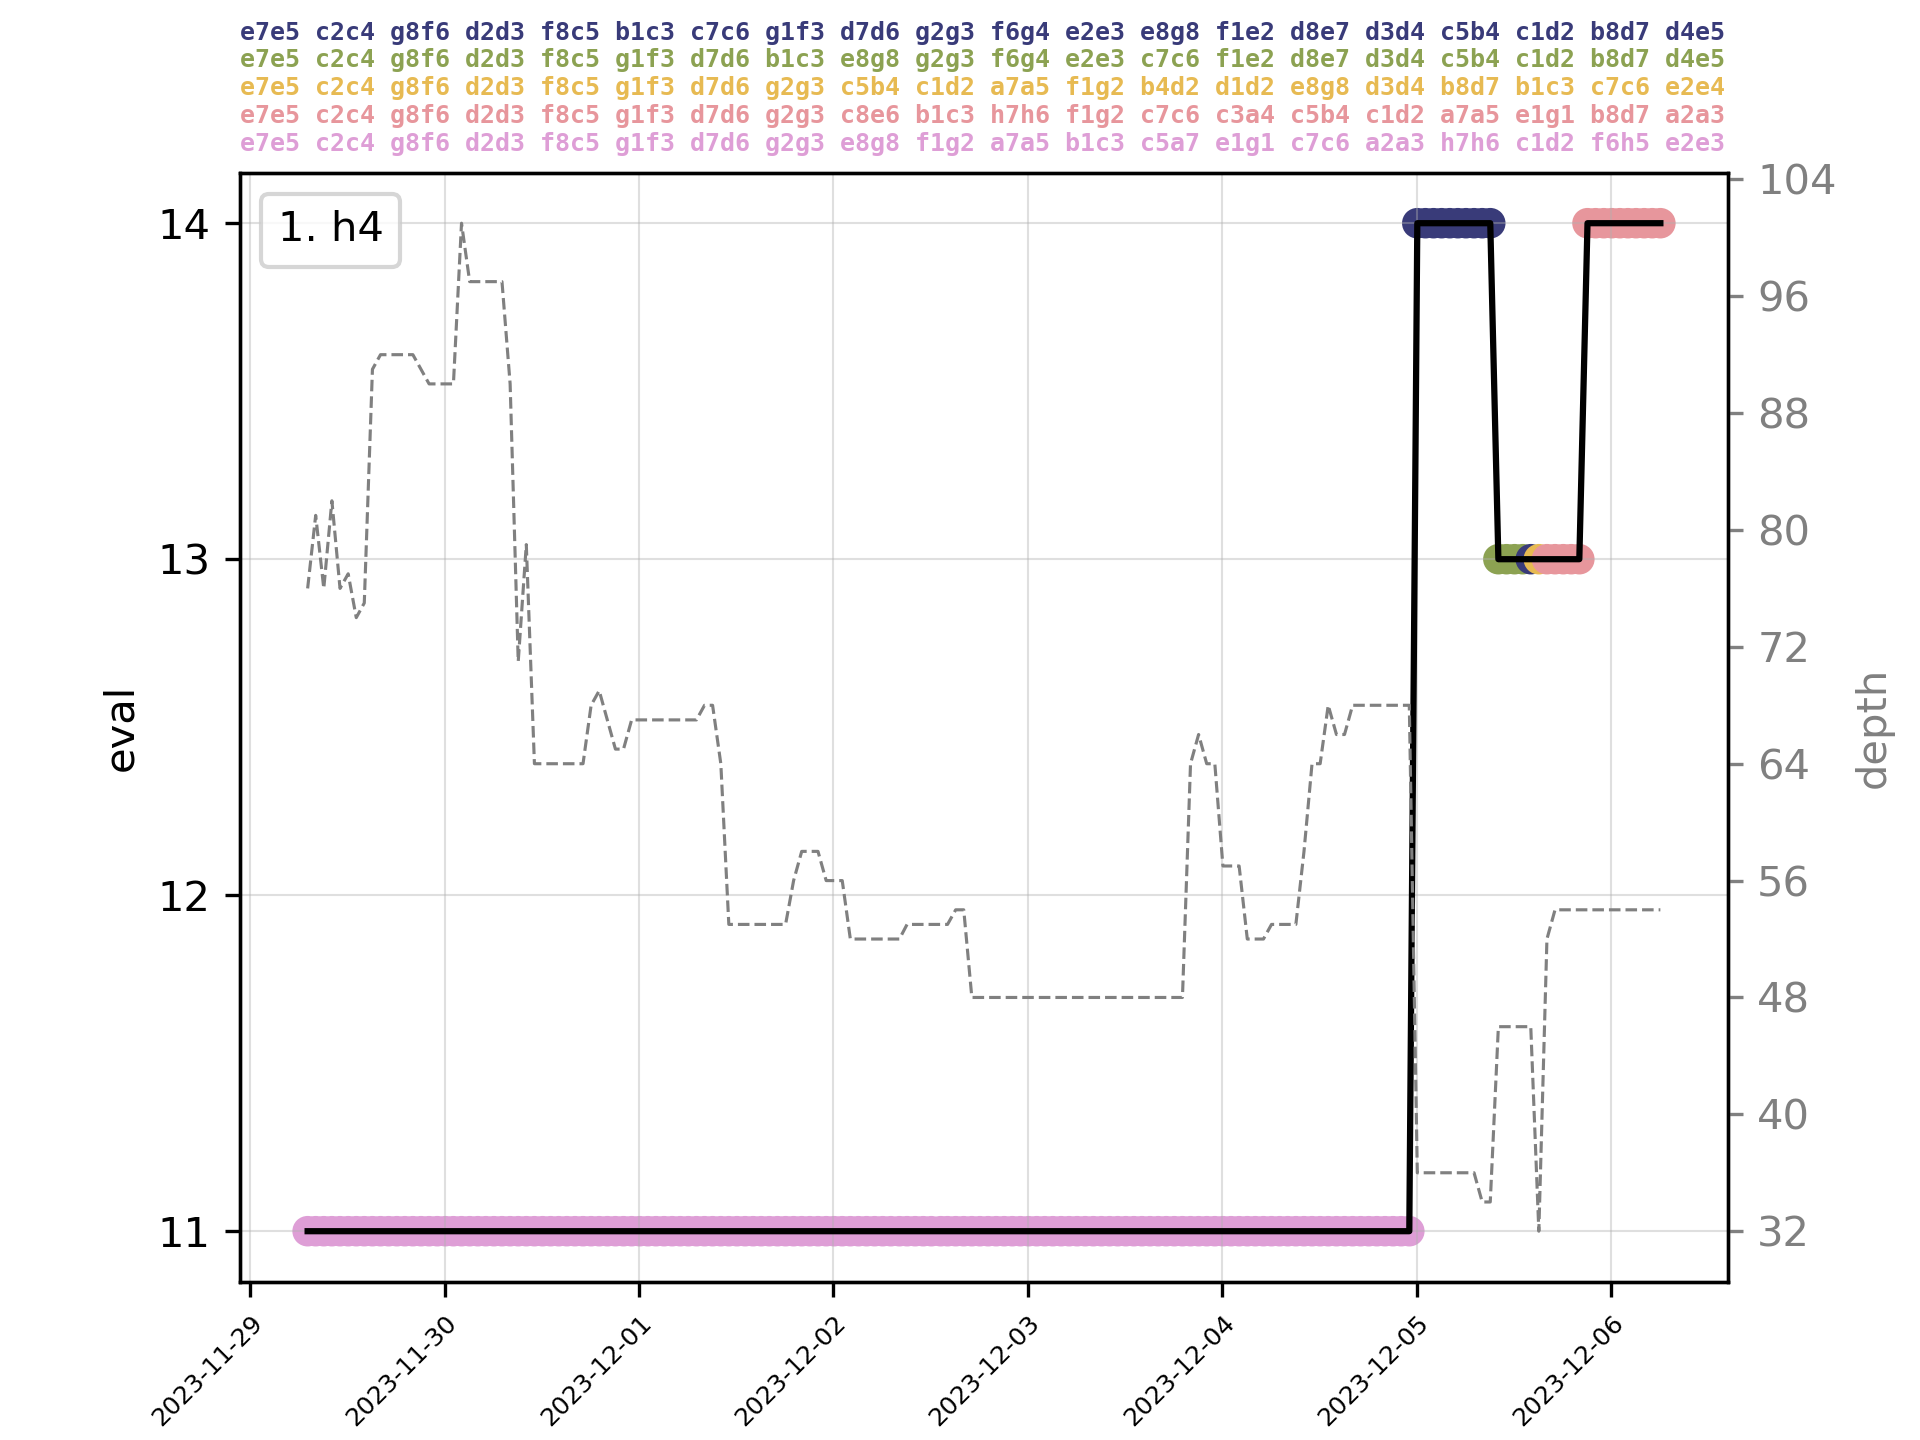 e7e5 c2c4 g8f6 d2d3 f8c5 b1c3 c7c6 g1f3 d7d6 g2g3 f6g4 e2e3 e8g8 f1e2 d8e7 d3d4 c5b4 c1d2 b8d7 d4e5
e7e5 c2c4 g8f6 d2d3 f8c5 g1f3 d7d6 b1c3 e8g8 g2g3 f6g4 e2e3 c7c6 f1e2 d8e7 d3d4 c5b4 c1d2 b8d7 d4e5
e7e5 c2c4 g8f6 d2d3 f8c5 g1f3 d7d6 g2g3 c5b4 c1d2 a7a5 f1g2 b4d2 d1d2 e8g8 d3d4 b8d7 b1c3 c7c6 e2e4
e7e5 c2c4 g8f6 d2d3 f8c5 g1f3 d7d6 g2g3 c8e6 b1c3 h7h6 f1g2 c7c6 c3a4 c5b4 c1d2 a7a5 e1g1 b8d7 a2a3
e7e5 c2c4 g8f6 d2d3 f8c5 g1f3 d7d6 g2g3 e8g8 f1g2 a7a5 b1c3 c5a7 e1g1 c7c6 a2a3 h7h6 c1d2 f6h5 e2e3
1. h4
14
13
12
11
eval
104
96
88
80
72
64
56
48
40
32
depth
2023-11-29
2023-11-30
2023-12-01
2023-12-02
2023-12-03
2023-12-04
2023-12-05
2023-12-06